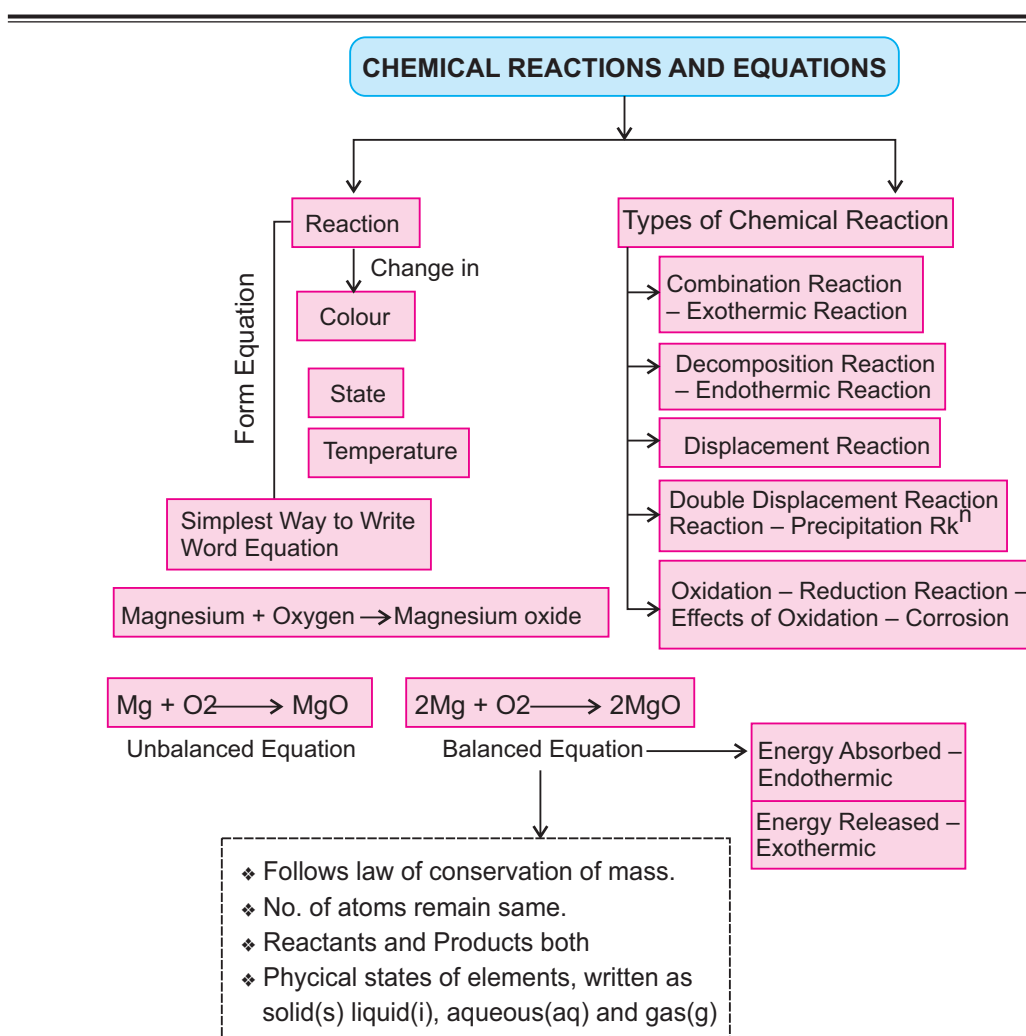 CHEMICAL REACTIONS AND EQUATIONS
Reaction
Change in
Colour
State
Temperature
Form Equation
Simplest Way to Write
Word Equation
Magnesium + Oxygen → Magnesium oxide
Mg + O2 → MgO
Unbalanced Equation
2Mg + O2 → 2MgO
Balanced Equation
Types of Chemical Reaction
Combination Reaction
– Exothermic Reaction
Decomposition Reaction
– Endothermic Reaction
Displacement Reaction
Double Displacement Reaction
Reaction – Precipitation Rkⁿ
Oxidation – Reduction Reaction –
Effects of Oxidation – Corrosion
Energy Absorbed –
Endothermic
Energy Released –
Exothermic
❖ Follows law of conservation of mass.
❖ No. of atoms remain same.
❖ Reactants and Products both
❖ Phycical states of elements, written as
solid(s) liquid(i), aqueous(aq) and gas(g)